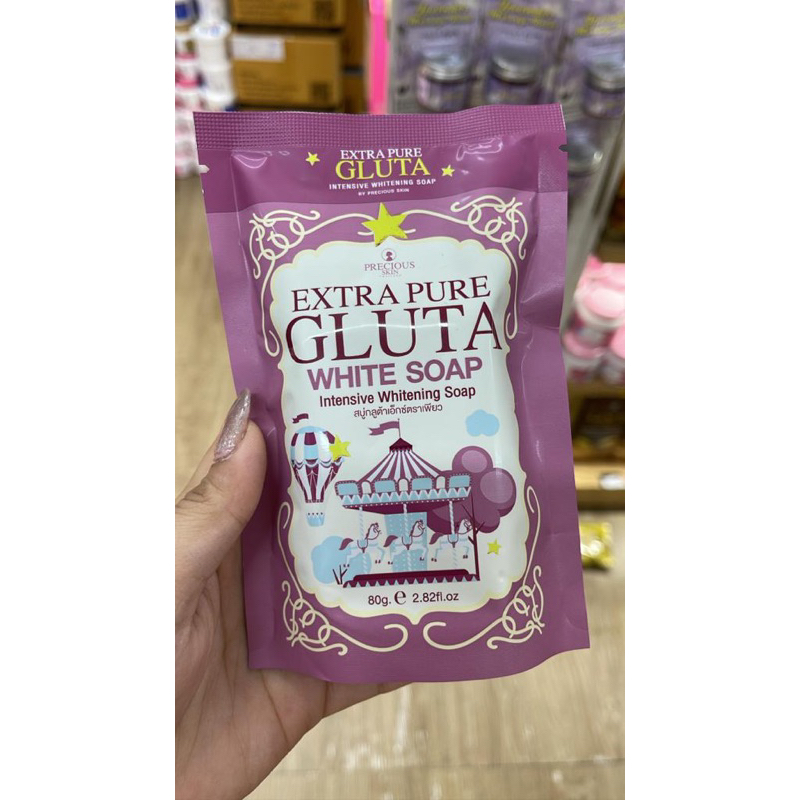 EXTRA PURE
GLUTA
INTENSIVE WHITENING SOAP
BY PRECIOUS SKIN
PRECIOUS
SKIN
EXTRA PURE
GLUTA
WHITE SOAP
Intensive Whitening Soap
สบู่กลูต้าเอ็กซ์ตราเพียว
80g. e 2.82fl.oz